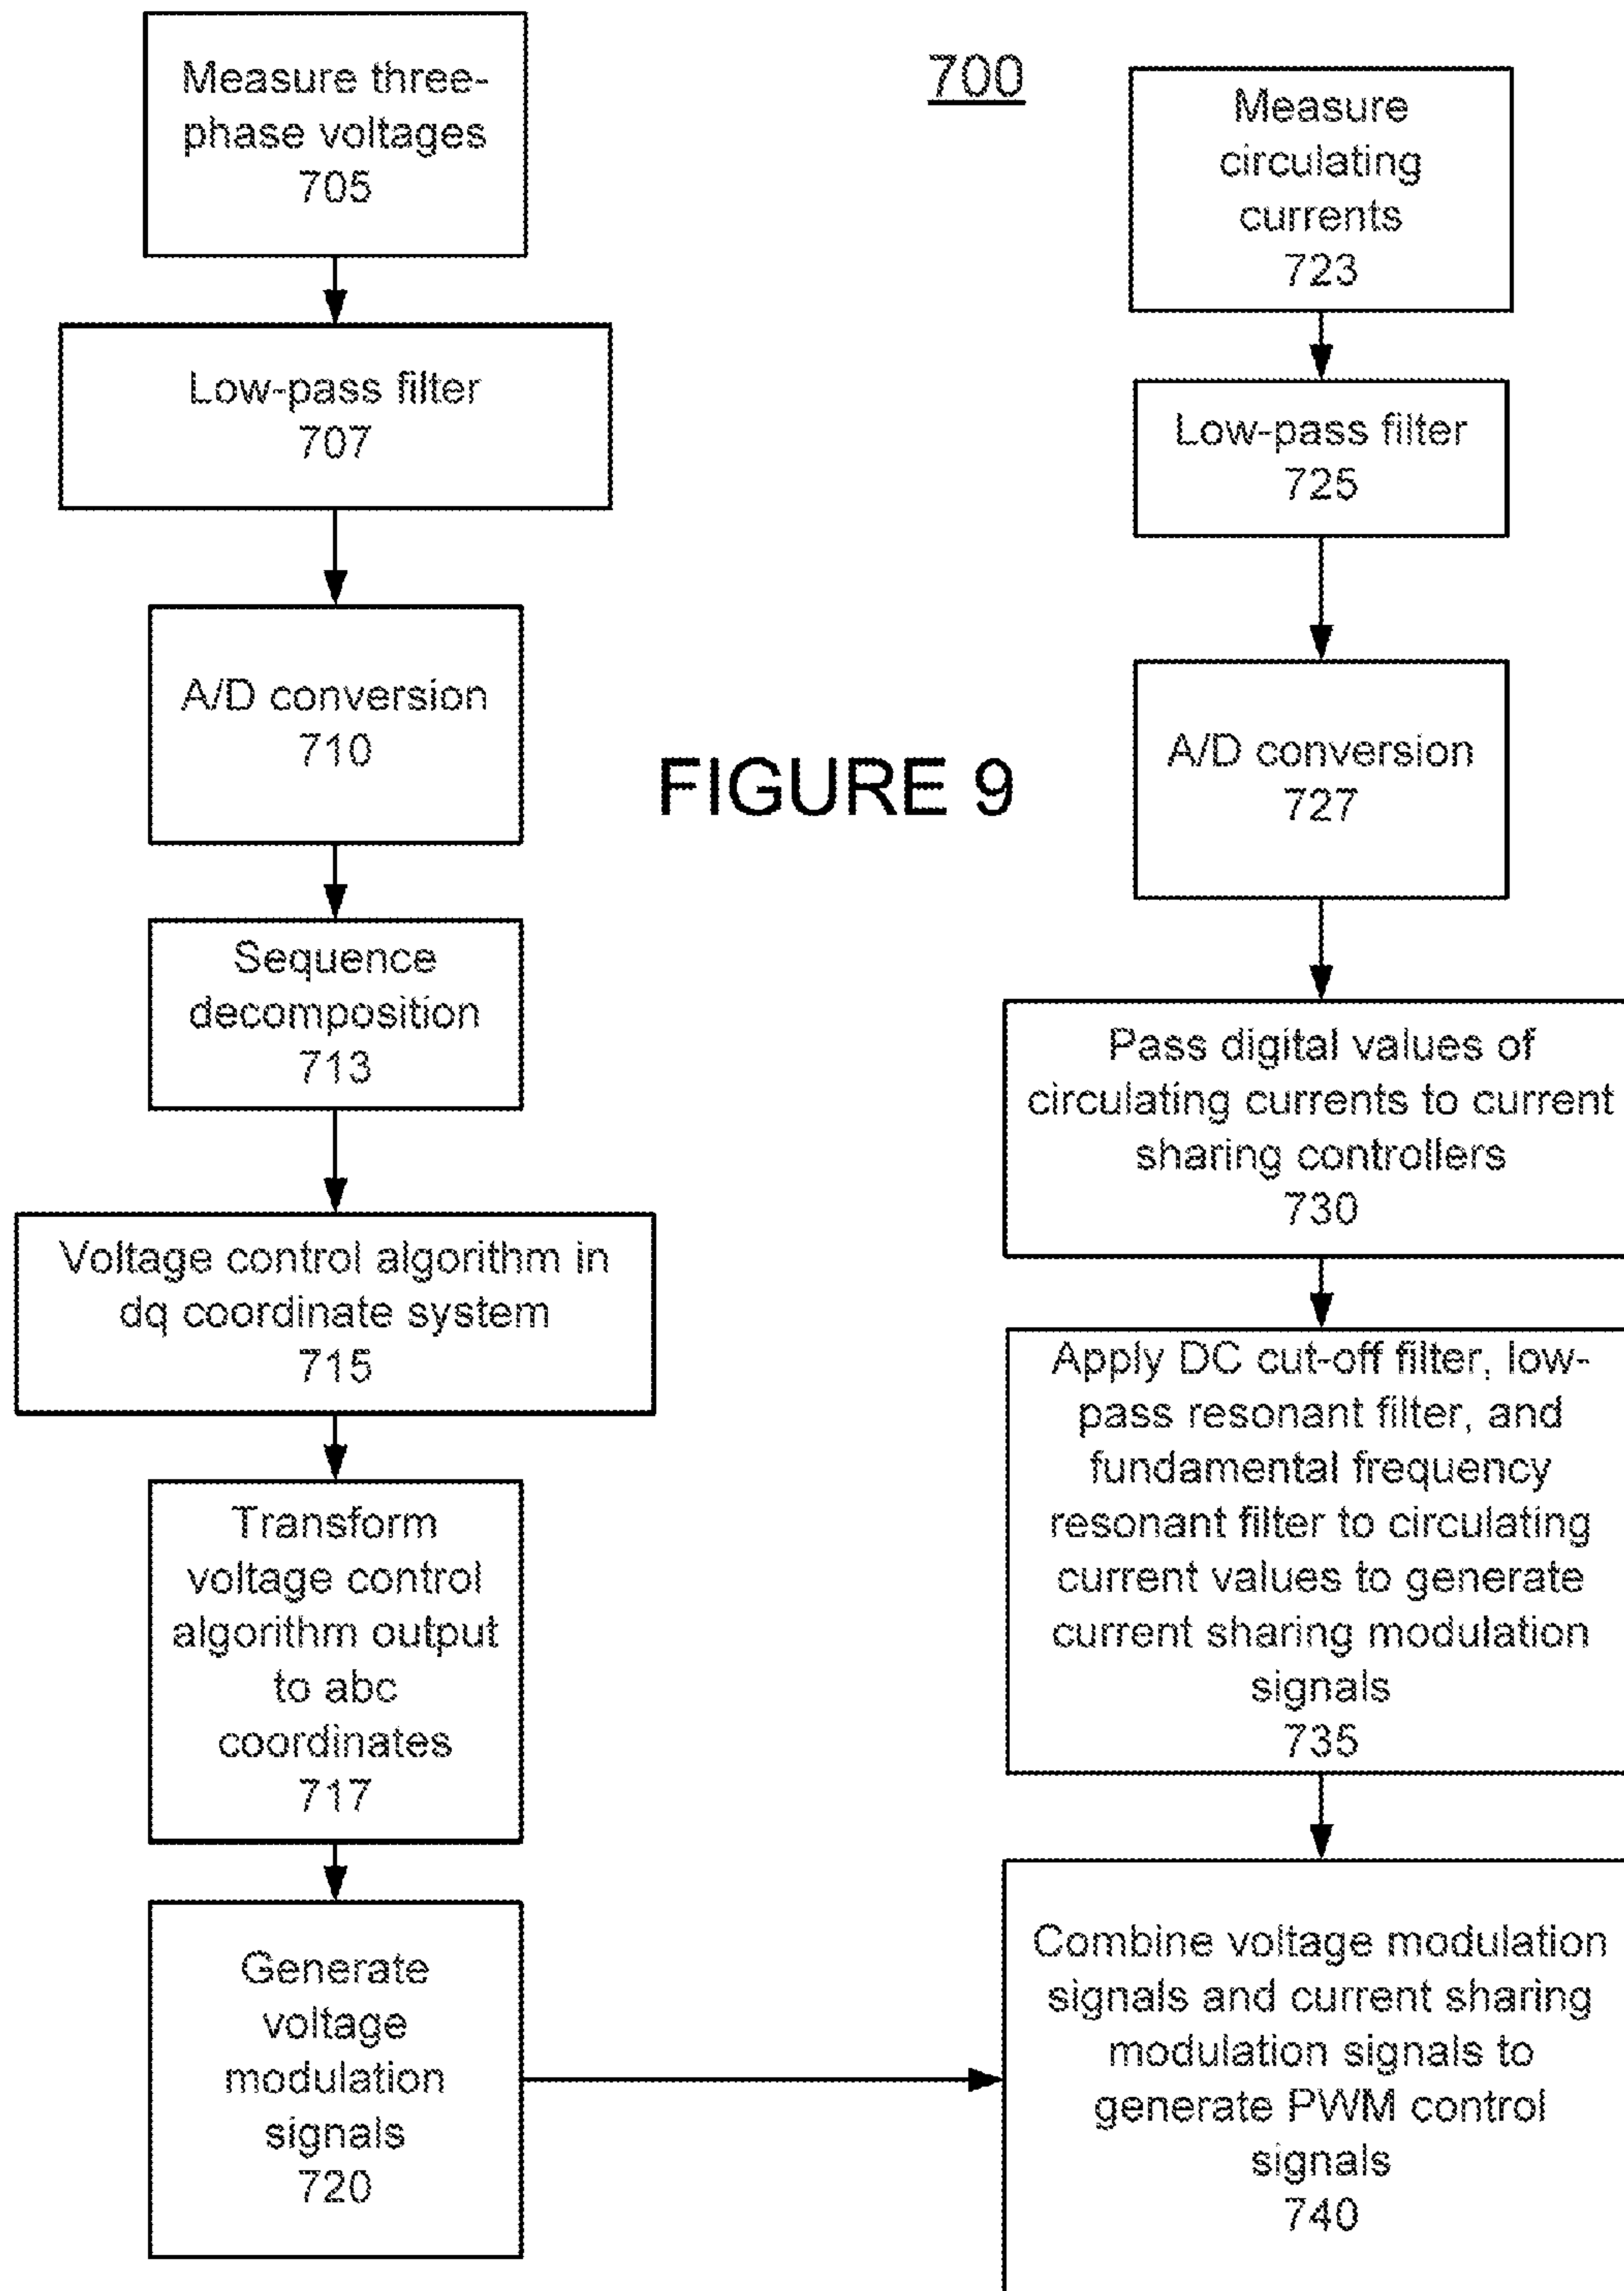 Measure three-
phase voltages
705
Low-pass filter
707
A/D conversion
710
Sequence
decomposition
713
Voltage control algorithm in
dq coordinate system
715
Transform
voltage control
algorithm output
to abc
coordinates
717
Generate
voltage
modulation
signals
720
700
FIGURE 9
Measure
circulating
currents
723
Low-pass filter
725
A/D conversion
727
Pass digital values of
circulating currents to current
sharing controllers
730
Apply DC cut-off filter, low-
pass resonant filter, and
fundamental frequency
resonant filter to circulating
current values to generate
current sharing modulation
signals
735
Combine voltage modulation
signals and current sharing
modulation signals to
generate PWM control
signals
740